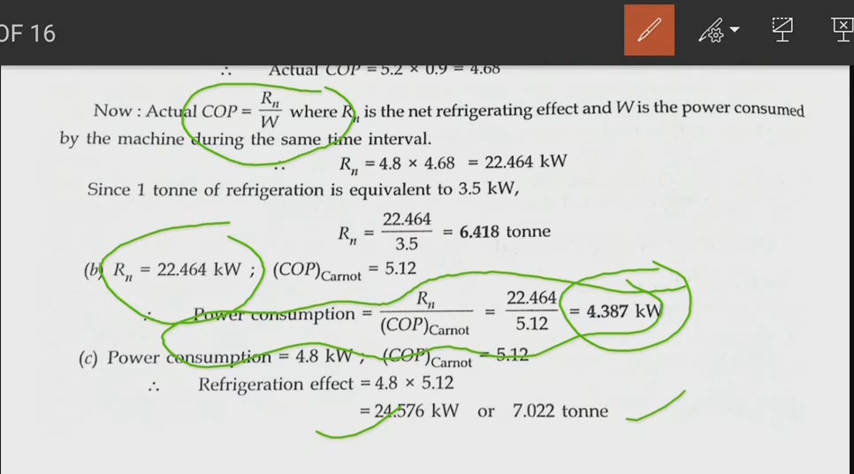 OF 16
∴ Actual COP = 5.2 × 0.9 = 4.68
Now : Actual COP = Rn/W where Rn is the net refrigerating effect and W is the power consumed
by the machine during the same time interval.
∴ Rn = 4.8 × 4.68 = 22.464 kW
Since 1 tonne of refrigeration is equivalent to 3.5 kW,
Rn = 22.464/3.5 = 6.418 tonne
(b) Rn = 22.464 kW ; (COP)Carnot = 5.12
∴ Power consumption = Rn/(COP)Carnot = 22.464/5.12 = 4.387 kW
(c) Power consumption = 4.8 kW ; (COP)Carnot = 5.12
∴ Refrigeration effect = 4.8 × 5.12
= 24.576 kW or 7.022 tonne